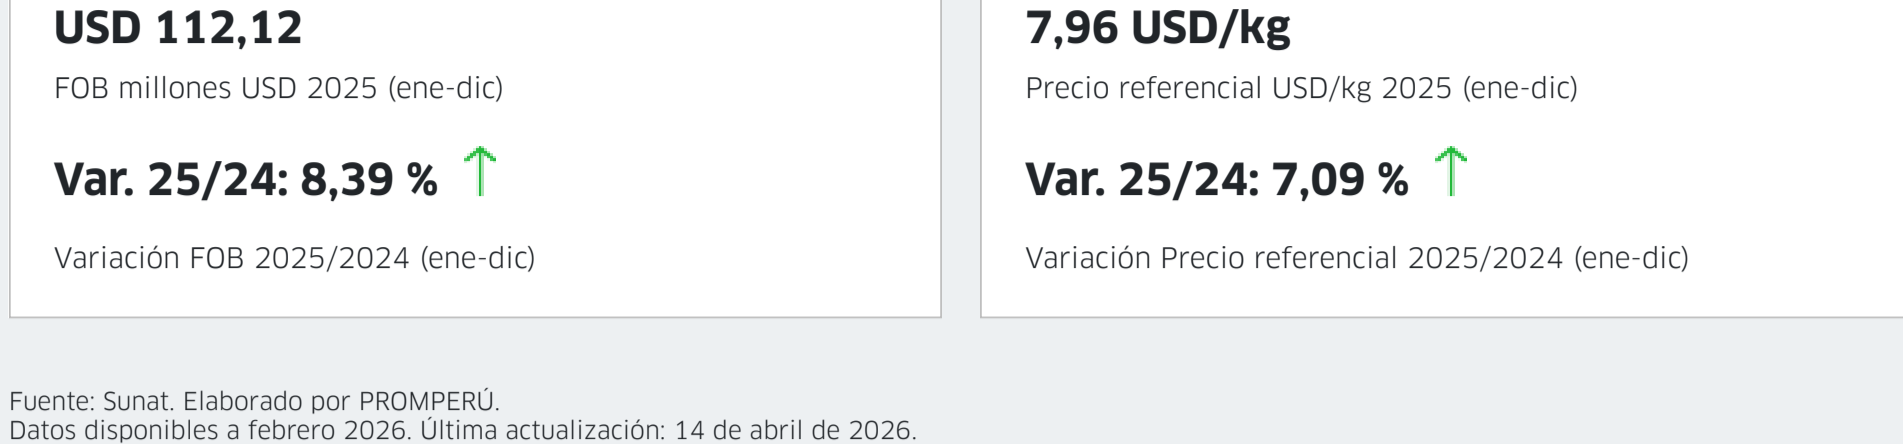 USD 112,12
FOB millones USD 2025 (ene-dic)
Var. 25/24: 8,39 %
Variación FOB 2025/2024 (ene-dic)
7,96 USD/kg
Precio referencial USD/kg 2025 (ene-dic)
Var. 25/24: 7,09 %
Variación Precio referencial 2025/2024 (ene-dic)
Fuente: Sunat. Elaborado por PROMPERÚ.
Datos disponibles a febrero 2026. Última actualización: 14 de abril de 2026.